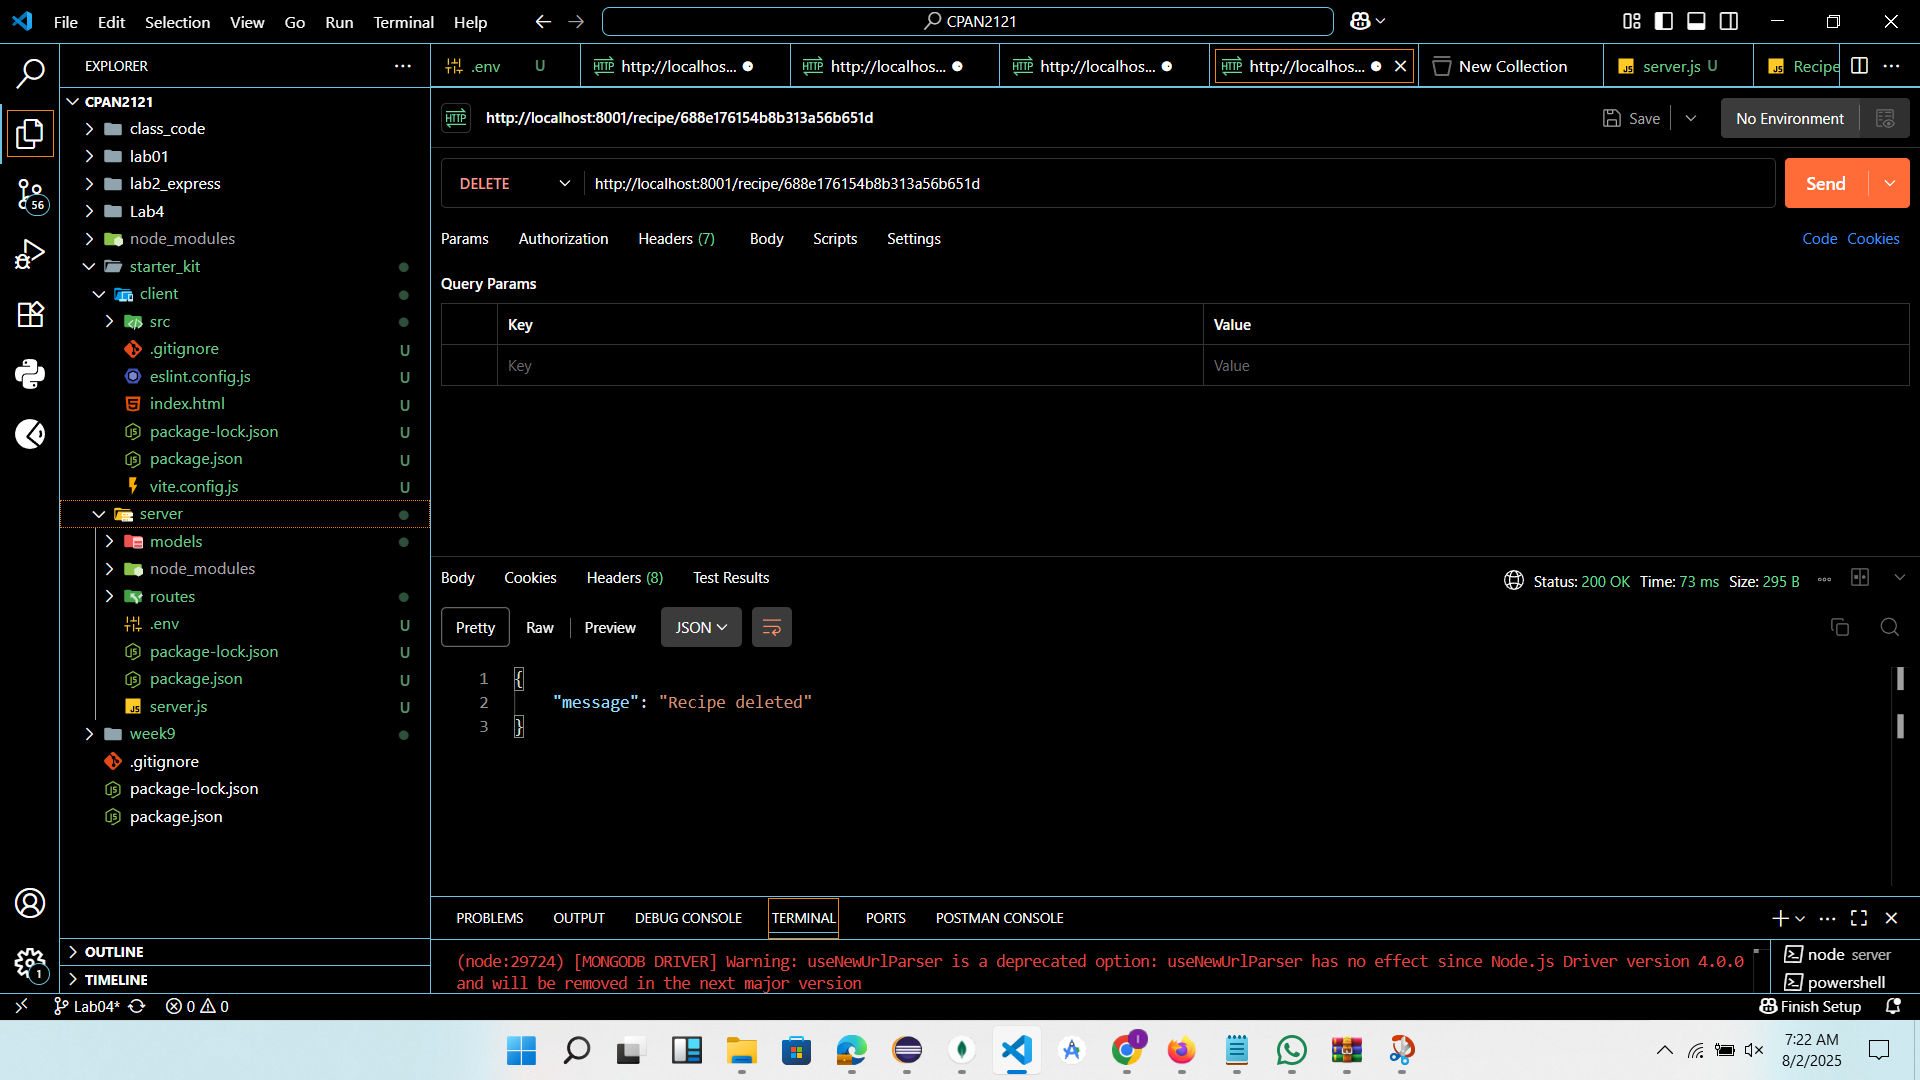 File Edit Selection View Go Run Terminal Help
CPAN2121
EXPLORER
.env U
http://localhos...
http://localhos...
http://localhos...
http://localhos...
New Collection
server.js U
Recipe
CPAN2121
class_code
lab01
lab2_express
Lab4
node_modules
starter_kit
client
src
.gitignore U
eslint.config.js U
index.html U
package-lock.json U
package.json U
vite.config.js U
server
models
node_modules
routes
.env U
package-lock.json U
package.json U
server.js U
week9
.gitignore
package-lock.json
package.json
OUTLINE
TIMELINE
56
1
HTTP http://localhost:8001/recipe/688e176154b8b313a56b651d
Save
No Environment
DELETE http://localhost:8001/recipe/688e176154b8b313a56b651d
Send
Params Authorization Headers (7) Body Scripts Settings
Code Cookies
Query Params
Key Value
Key Value
Body Cookies Headers (8) Test Results
Status: 200 OK Time: 73 ms Size: 295 B
Pretty Raw Preview JSON
1 {
2 "message": "Recipe deleted"
3 }
PROBLEMS OUTPUT DEBUG CONSOLE TERMINAL PORTS POSTMAN CONSOLE
(node:29724) [MONGODB DRIVER] Warning: useNewUrlParser is a deprecated option: useNewUrlParser has no effect since Node.js Driver version 4.0.0
and will be removed in the next major version
node server
powershell
Lab04* 0 0
Finish Setup
7:22 AM
8/2/2025